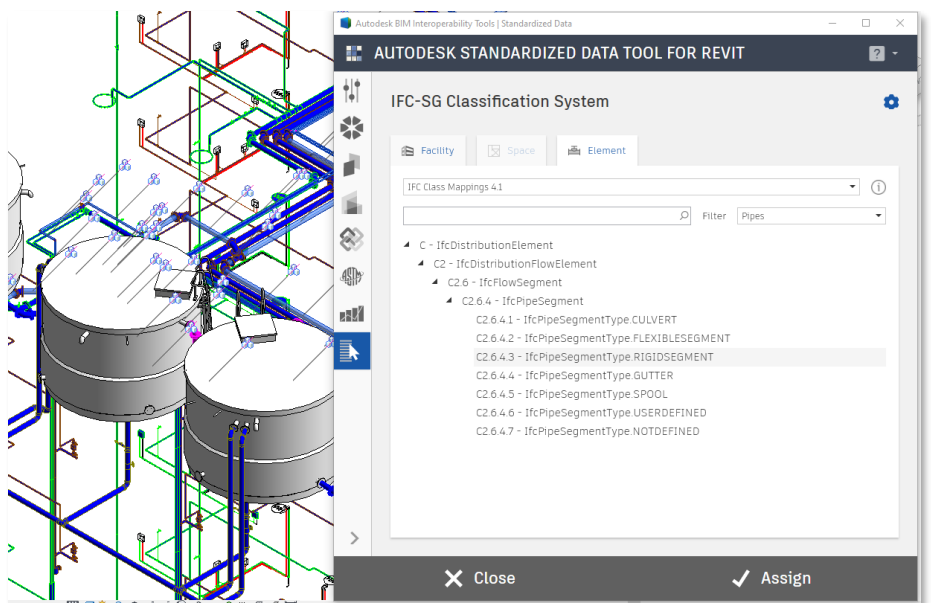 Autodesk BIM Interoperability Tools | Standardized Data
AUTODESK STANDARDIZED DATA TOOL FOR REVIT
?
IFC-SG Classification System
Facility
Space
Element
IFC Class Mappings 4.1
Filter
Pipes
C - IfcDistributionElement
C2 - IfcDistributionFlowElement
C2.6 - IfcFlowSegment
C2.6.4 - IfcPipeSegment
C2.6.4.1 - IfcPipeSegmentType.CULVERT
C2.6.4.2 - IfcPipeSegmentType.FLEXIBLESEGMENT
C2.6.4.3 - IfcPipeSegmentType.RIGIDSEGMENT
C2.6.4.4 - IfcPipeSegmentType.GUTTER
C2.6.4.5 - IfcPipeSegmentType.SPOOL
C2.6.4.6 - IfcPipeSegmentType.USERDEFINED
C2.6.4.7 - IfcPipeSegmentType.NOTDEFINED
Close
Assign